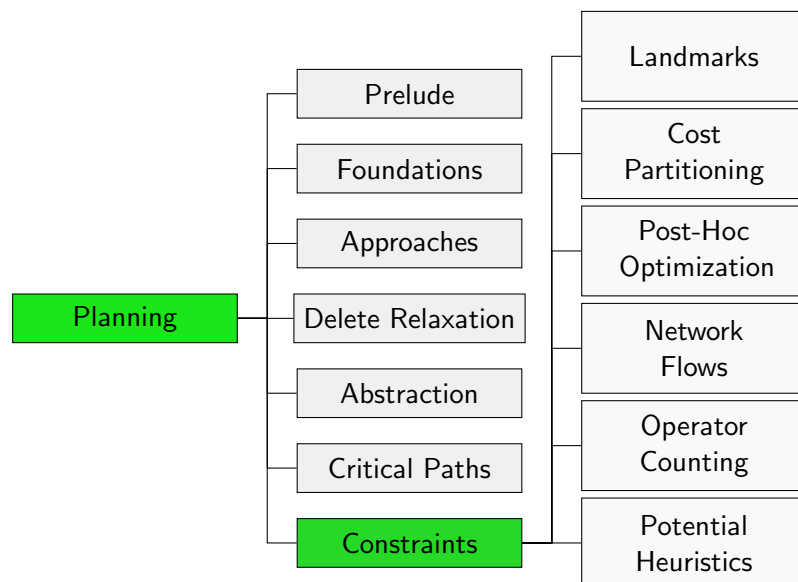 Planning
Prelude
Foundations
Approaches
Delete Relaxation
Abstraction
Critical Paths
Constraints
Landmarks
Cost
Partitioning
Post-Hoc
Optimization
Network
Flows
Operator
Counting
Potential
Heuristics